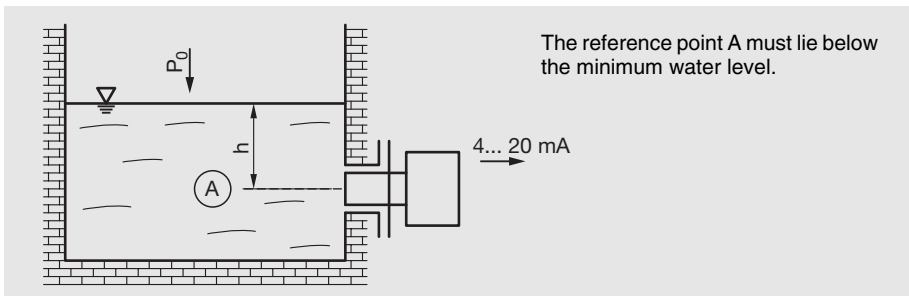 The reference point A must lie below
the minimum water level.
P₀
h
A
4... 20 mA